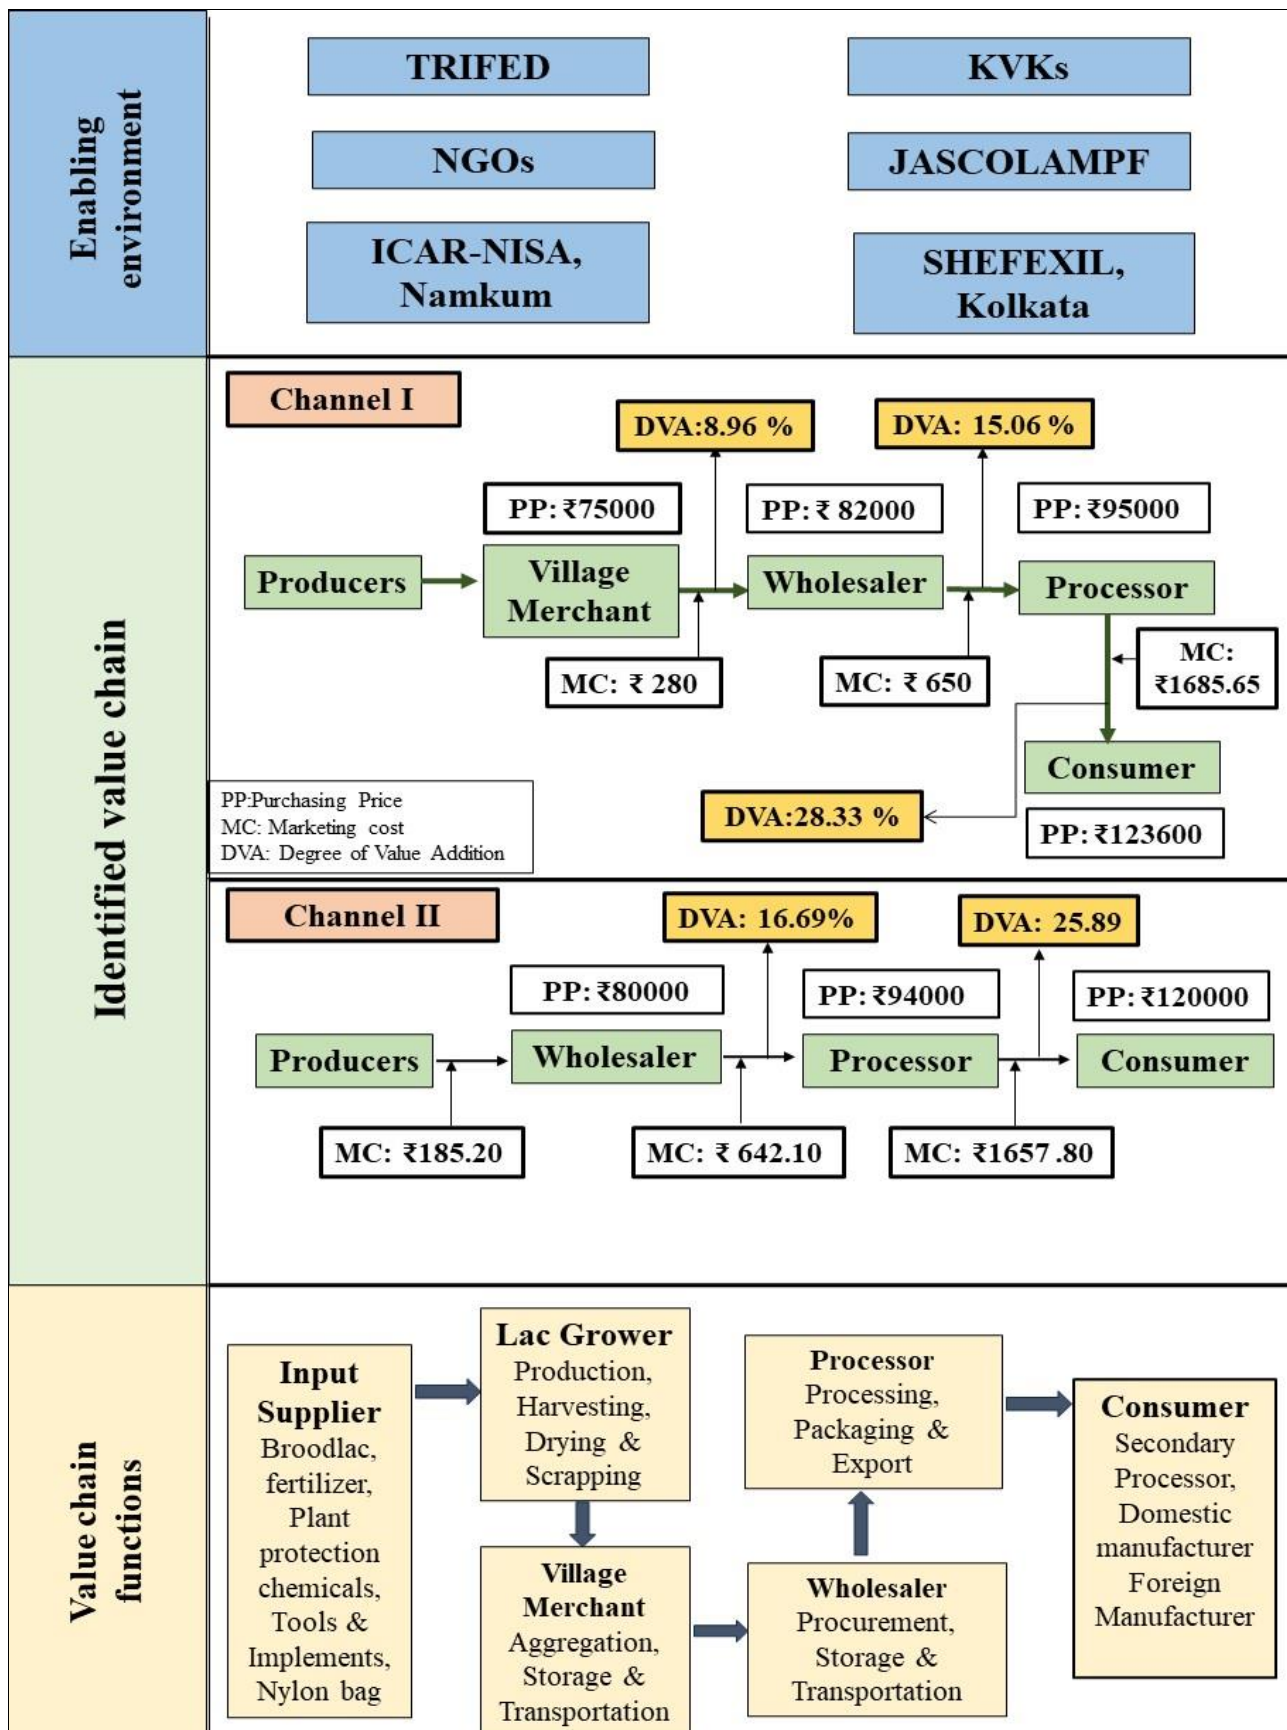 Enabling
environment
TRIFED
KVKs
NGOs
JASCOLAMPF
ICAR-NISA,
Namkum
SHEFEXIL,
Kolkata
Identified value chain
Channel I
DVA:8.96 %
DVA: 15.06 %
PP: ₹75000
PP: ₹ 82000
PP: ₹95000
Producers
Village
Merchant
Wholesaler
Processor
MC: ₹ 280
MC: ₹ 650
MC:
₹1685.65
Consumer
DVA:28.33 %
PP: ₹123600
PP:Purchasing Price
MC: Marketing cost
DVA: Degree of Value Addition
Channel II
DVA: 16.69%
DVA: 25.89
PP: ₹80000
PP: ₹94000
PP: ₹120000
Producers
Wholesaler
Processor
Consumer
MC: ₹185.20
MC: ₹ 642.10
MC: ₹1657.80
Value chain
functions
Input
Supplier
Broodlac,
fertilizer,
Plant
protection
chemicals,
Tools &
Implements,
Nylon bag
Lac Grower
Production,
Harvesting,
Drying &
Scrapping
Village
Merchant
Aggregation,
Storage &
Transportation
Wholesaler
Procurement,
Storage &
Transportation
Processor
Processing,
Packaging &
Export
Consumer
Secondary
Processor,
Domestic
manufacturer
Foreign
Manufacturer